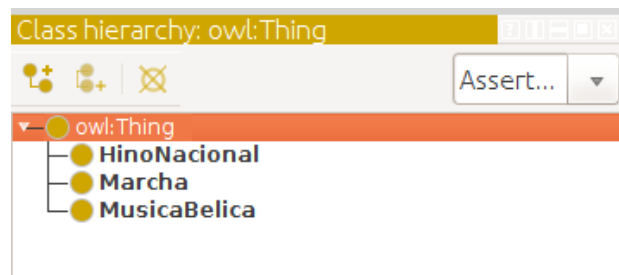 Class hierarchy: owl:Thing
Assert...
owl:Thing
HinoNacional
Marcha
MusicaBelica